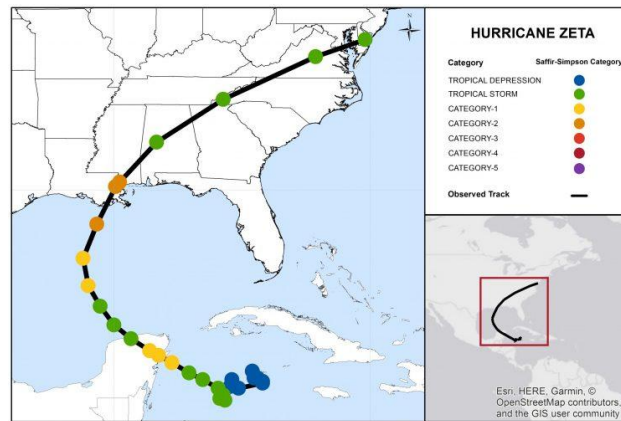 HURRICANE ZETA
Category Saffir-Simpson Category
TROPICAL DEPRESSION
TROPICAL STORM
CATEGORY-1
CATEGORY-2
CATEGORY-3
CATEGORY-4
CATEGORY-5
Observed Track
N
Esri, HERE, Garmin, ©
OpenStreetMap contributors,
and the GIS user community